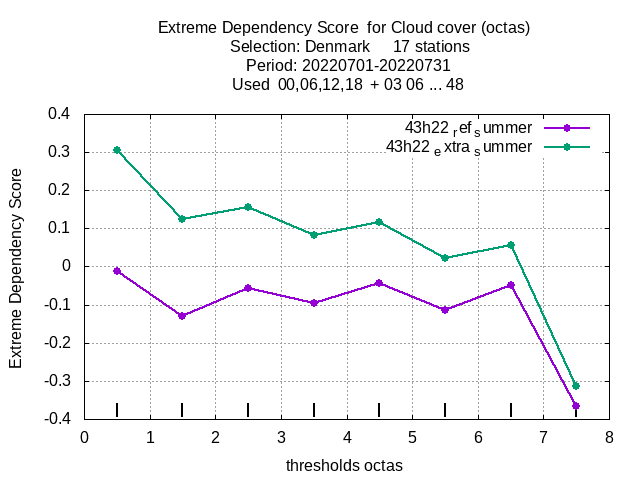 Extreme Dependency Score for Cloud cover (octas)
Selection: Denmark 17 stations
Period: 20220701-20220731
Used 00,06,12,18 + 03 06 ... 48
43h22 ref summer
43h22 extra summer
Extreme Dependency Score
0.4
0.3
0.2
0.1
0
-0.1
-0.2
-0.3
-0.4
0 1 2 3 4 5 6 7 8
thresholds octas